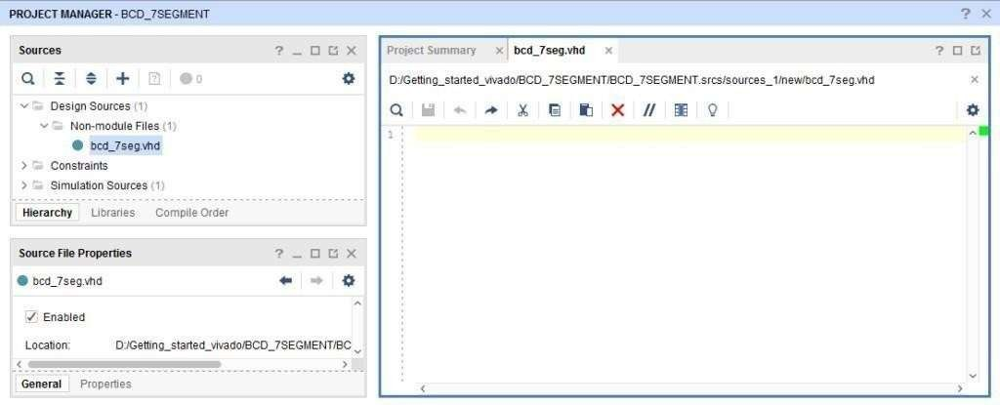 PROJECT MANAGER - BCD_7SEGMENT
Sources
0
Design Sources (1)
Non-module Files (1)
bcd_7seg.vhd
Constraints
Simulation Sources (1)
Hierarchy Libraries Compile Order
Source File Properties
bcd_7seg.vhd
Enabled
Location: D:/Getting_started_vivado/BCD_7SEGMENT/BC
General Properties
Project Summary bcd_7seg.vhd
D:/Getting_started_vivado/BCD_7SEGMENT/BCD_7SEGMENT.srcs/sources_1/new/bcd_7seg.vhd
1